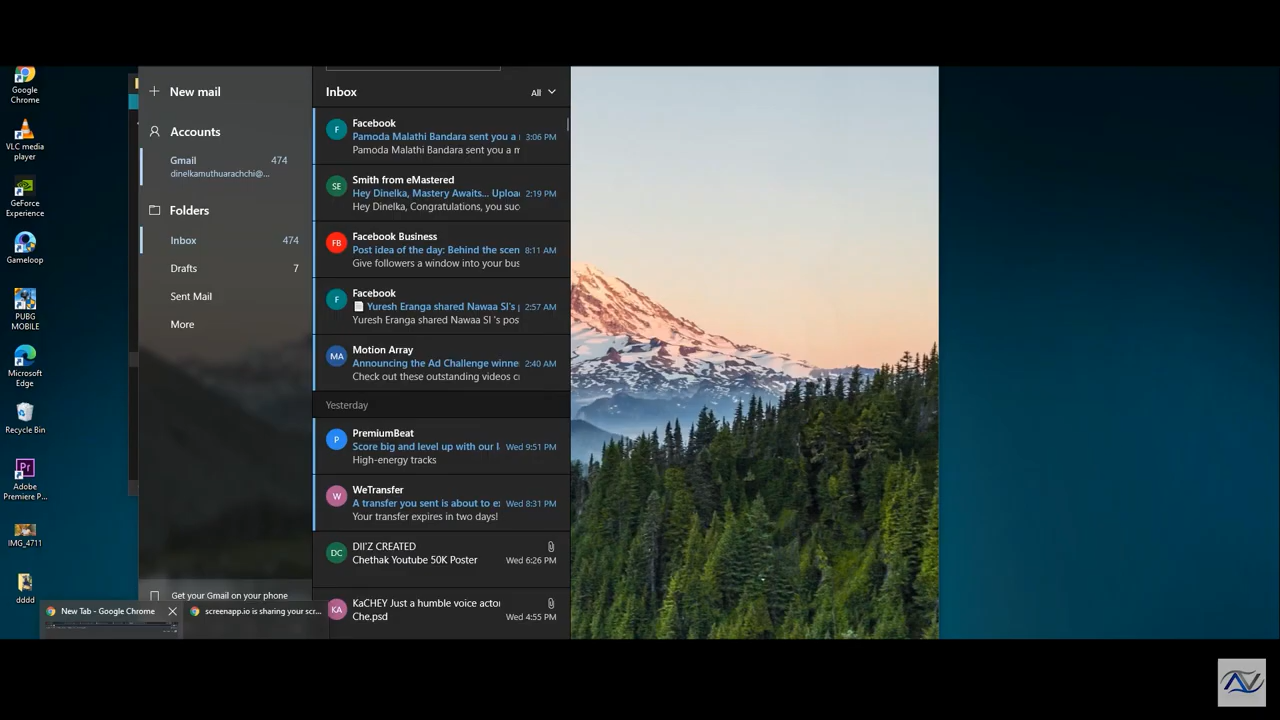 Google
Chrome
VLC media
player
GeForce
Experience
Gameloop
PUBG
MOBILE
Microsoft
Edge
Recycle Bin
Adobe
Premiere P...
IMG_4711
dddd
New mail
Accounts
Gmail 474
dinelkamuthuarachchi@...
Folders
Inbox 474
Drafts 7
Sent Mail
More
Get your Gmail on your phone
New Tab - Google Chrome
screenapp.io is sharing your scr...
Inbox All
F Facebook
Pamoda Malathi Bandara sent you a 3:06 PM
Pamoda Malathi Bandara sent you a m
SE Smith from eMastered
Hey Dinelka, Mastery Awaits... Uploa 2:19 PM
Hey Dinelka, Congratulations, you suc
FB Facebook Business
Post idea of the day: Behind the scen 8:11 AM
Give followers a window into your bus
F Facebook
Yuresh Eranga shared Nawaa SI's 2:57 AM
Yuresh Eranga shared Nawaa SI 's pos
MA Motion Array
Announcing the Ad Challenge winne 2:40 AM
Check out these outstanding videos c
Yesterday
P PremiumBeat
Score big and level up with our l Wed 9:51 PM
High-energy tracks
W WeTransfer
A transfer you sent is about to e Wed 8:31 PM
Your transfer expires in two days!
DC DII'Z CREATED
Chethak Youtube 50K Poster Wed 6:26 PM
KA KaCHEY Just a humble voice acto
Che.psd Wed 4:55 PM